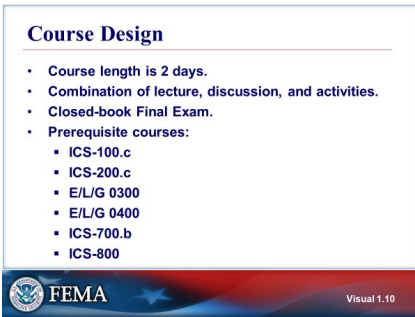 Course Design
• Course length is 2 days.
• Combination of lecture, discussion, and activities.
• Closed-book Final Exam.
• Prerequisite courses:
▪ ICS-100.c
▪ ICS-200.c
▪ E/L/G 0300
▪ E/L/G 0400
▪ ICS-700.b
▪ ICS-800
FEMA
Visual 1.10